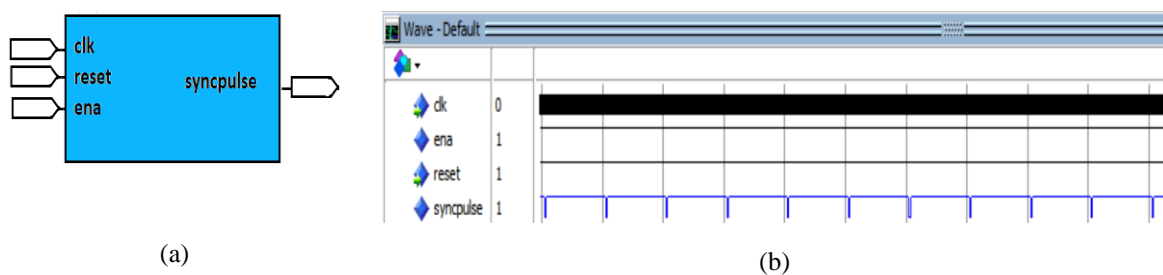 clk
reset
syncpulse
ena
(a)
Wave - Default
clk 0
ena 1
reset 1
syncpulse 1
(b)